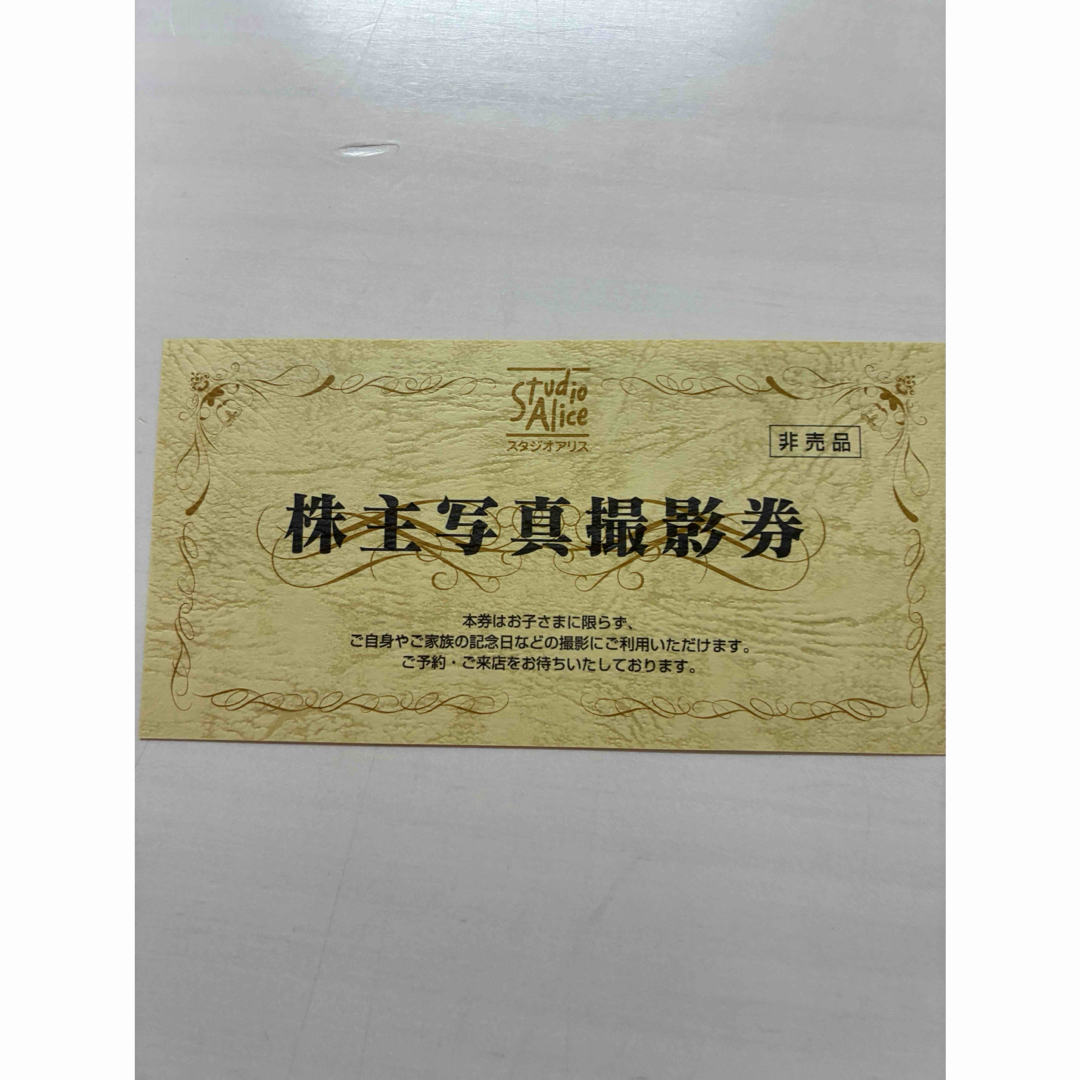 Studio
Alice
スタジオアリス
非売品
株主写真撮影券
本券はお子さまに限らず、
ご自身やご家族の記念日などの撮影にご利用いただけます。
ご予約・ご来店をお待ちいたしております。